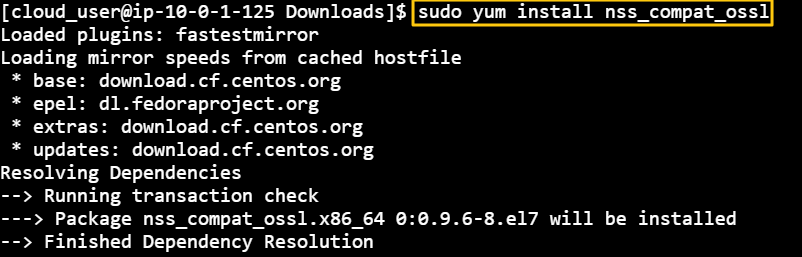 [cloud_user@ip-10-0-1-125 Downloads]$ sudo yum install nss_compat_ossl
Loaded plugins: fastestmirror
Loading mirror speeds from cached hostfile
 * base: download.cf.centos.org
 * epel: dl.fedoraproject.org
 * extras: download.cf.centos.org
 * updates: download.cf.centos.org
Resolving Dependencies
--> Running transaction check
---> Package nss_compat_ossl.x86_64 0:0.9.6-8.el7 will be installed
--> Finished Dependency Resolution